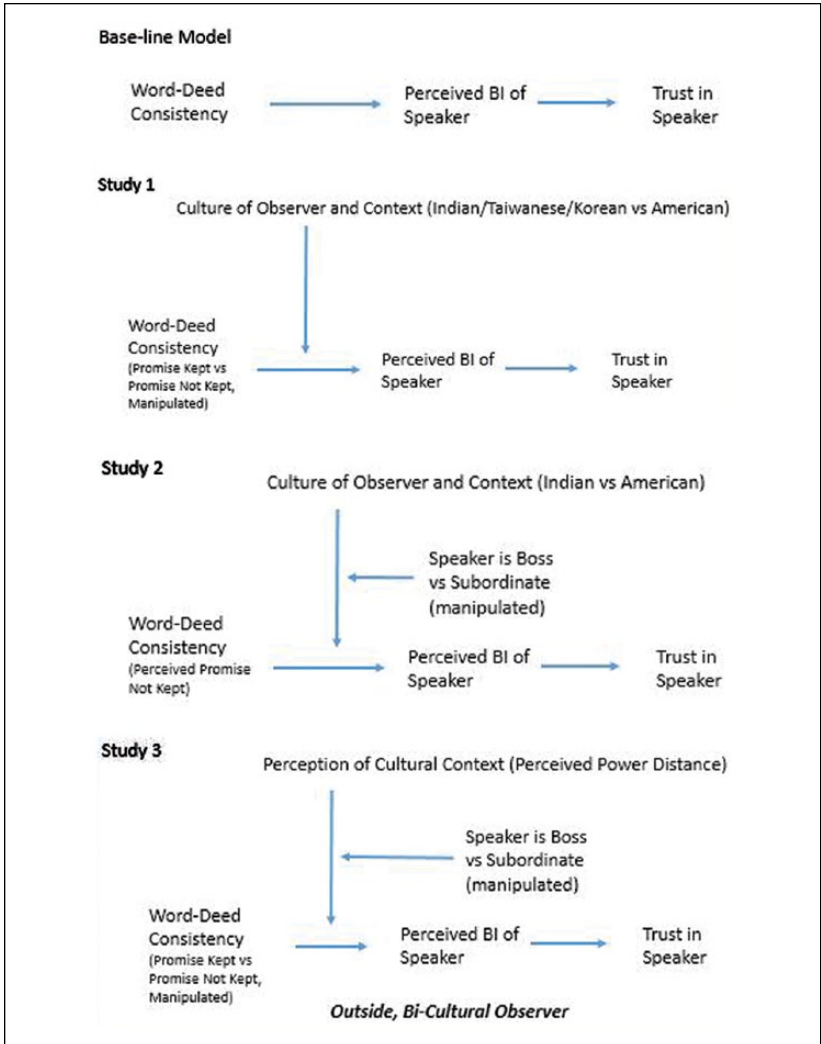 Base-line Model
Word-Deed
Consistency
Perceived BI of
Speaker
Trust in
Speaker
Study 1
Culture of Observer and Context (Indian/Taiwanese/Korean vs American)
Word-Deed
Consistency
(Promise Kept vs
Promise Not Kept,
Manipulated)
Perceived BI of
Speaker
Trust in
Speaker
Study 2
Culture of Observer and Context (Indian vs American)
Speaker is Boss
vs Subordinate
(manipulated)
Word-Deed
Consistency
(Perceived Promise
Not Kept)
Perceived BI of
Speaker
Trust in
Speaker
Study 3
Perception of Cultural Context (Perceived Power Distance)
Speaker is Boss
vs Subordinate
(manipulated)
Word-Deed
Consistency
(Promise Kept vs
Promise Not Kept,
Manipulated)
Perceived BI of
Speaker
Trust in
Speaker
Outside, Bi-Cultural Observer